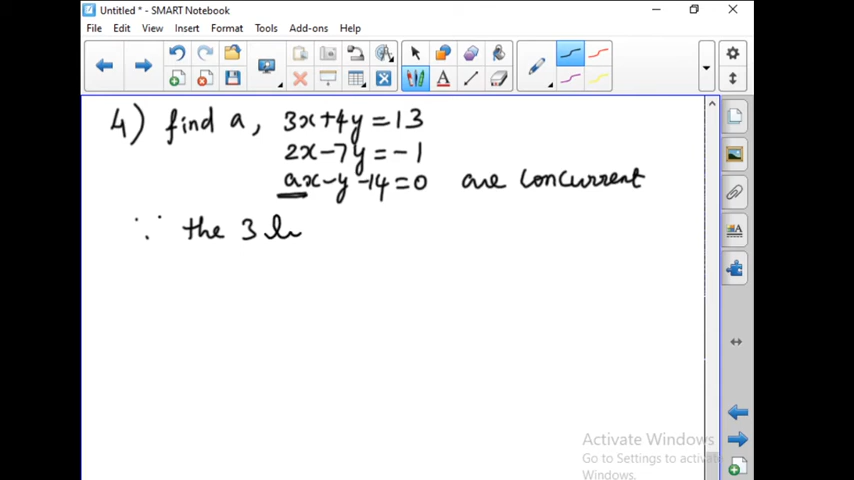 Untitled * - SMART Notebook
File Edit View Insert Format Tools Add-ons Help
4) find a, 3x+4y=13
2x-7y=-1
ax-y-14=0 are concurrent
∵ the 3 li
Activate Windows
Go to Settings to activate
Windows.